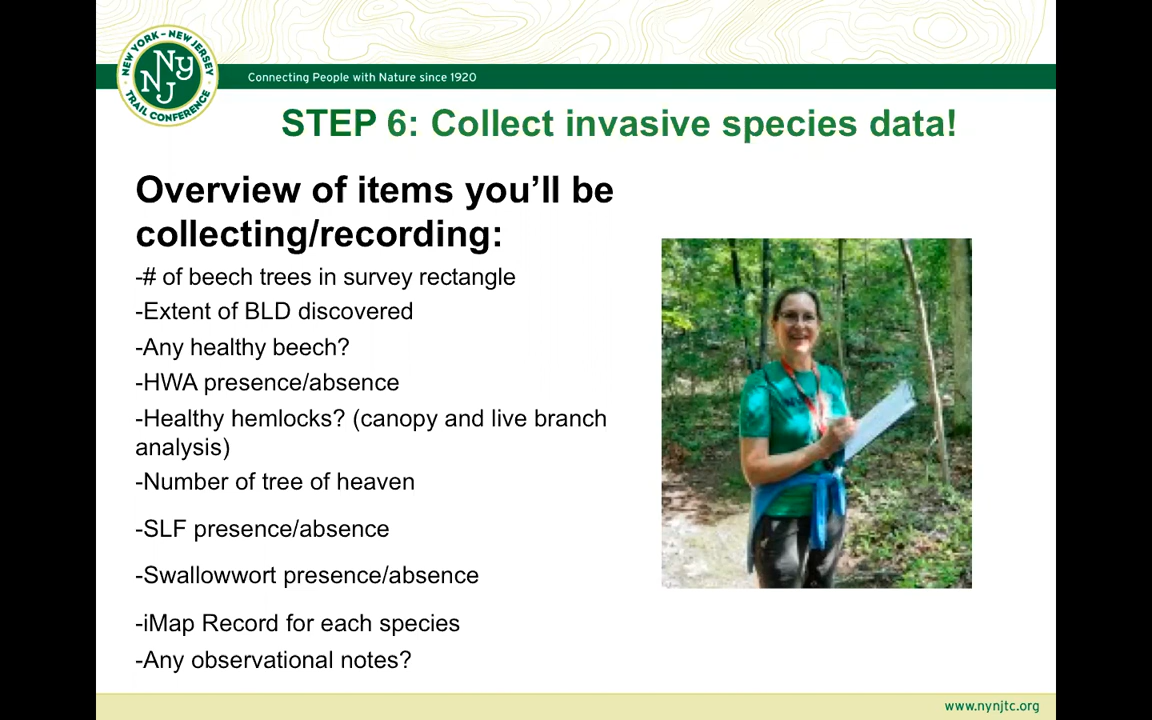 NEW YORK - NEW JERSEY
NY
NJ
TRAIL CONFERENCE
Connecting People with Nature since 1920
STEP 6: Collect invasive species data!
Overview of items you’ll be
collecting/recording:
-# of beech trees in survey rectangle
-Extent of BLD discovered
-Any healthy beech?
-HWA presence/absence
-Healthy hemlocks? (canopy and live branch
analysis)
-Number of tree of heaven
-SLF presence/absence
-Swallowwort presence/absence
-iMap Record for each species
-Any observational notes?
www.nynjtc.org